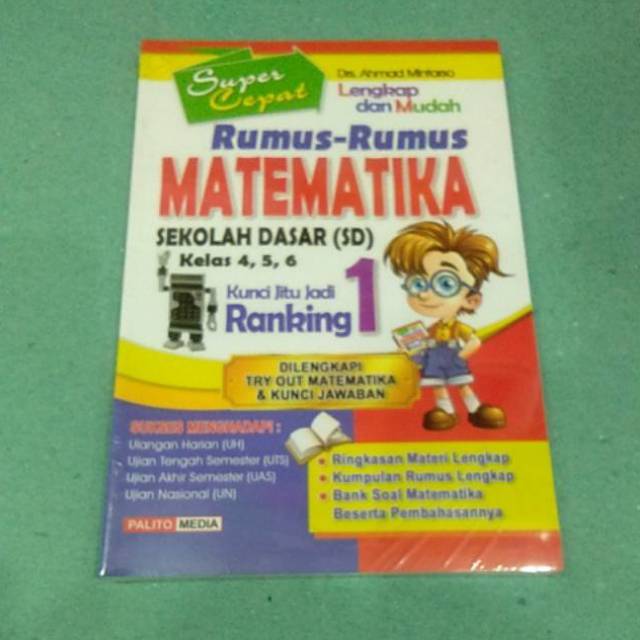 Super
Cepat
Drs. Ahmad Mintarso
Lengkap
dan Mudah
Rumus-Rumus
MATEMATIKA
SEKOLAH DASAR (SD)
Kelas 4, 5, 6
Kunci Jitu Jadi
Ranking 1
DILENGKAPI
TRY OUT MATEMATIKA
& KUNCI JAWABAN
SUKSES MENGHADAPI :
Ulangan Harian (UH)
Ujian Tengah Semester (UTS)
Ujian Akhir Semester (UAS)
Ujian Nasional (UN)
• Ringkasan Materi Lengkap
• Kumpulan Rumus Lengkap
• Bank Soal Matematika
Beserta Pembahasannya
PALITO MEDIA